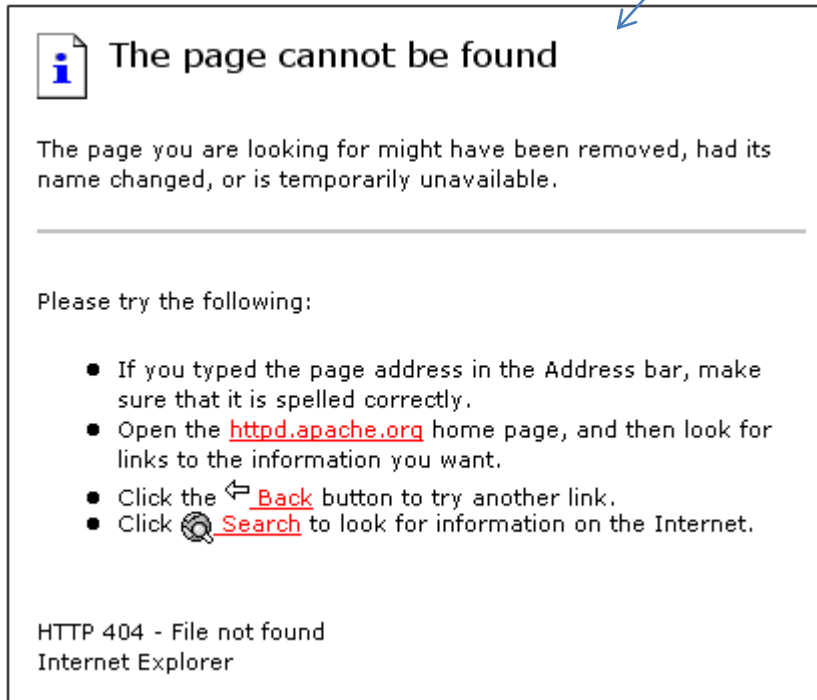 The page cannot be found
The page you are looking for might have been removed, had its
name changed, or is temporarily unavailable.
Please try the following:
If you typed the page address in the Address bar, make
sure that it is spelled correctly.
Open the httpd.apache.org home page, and then look for
links to the information you want.
Click the Back button to try another link.
Click Search to look for information on the Internet.
HTTP 404 - File not found
Internet Explorer